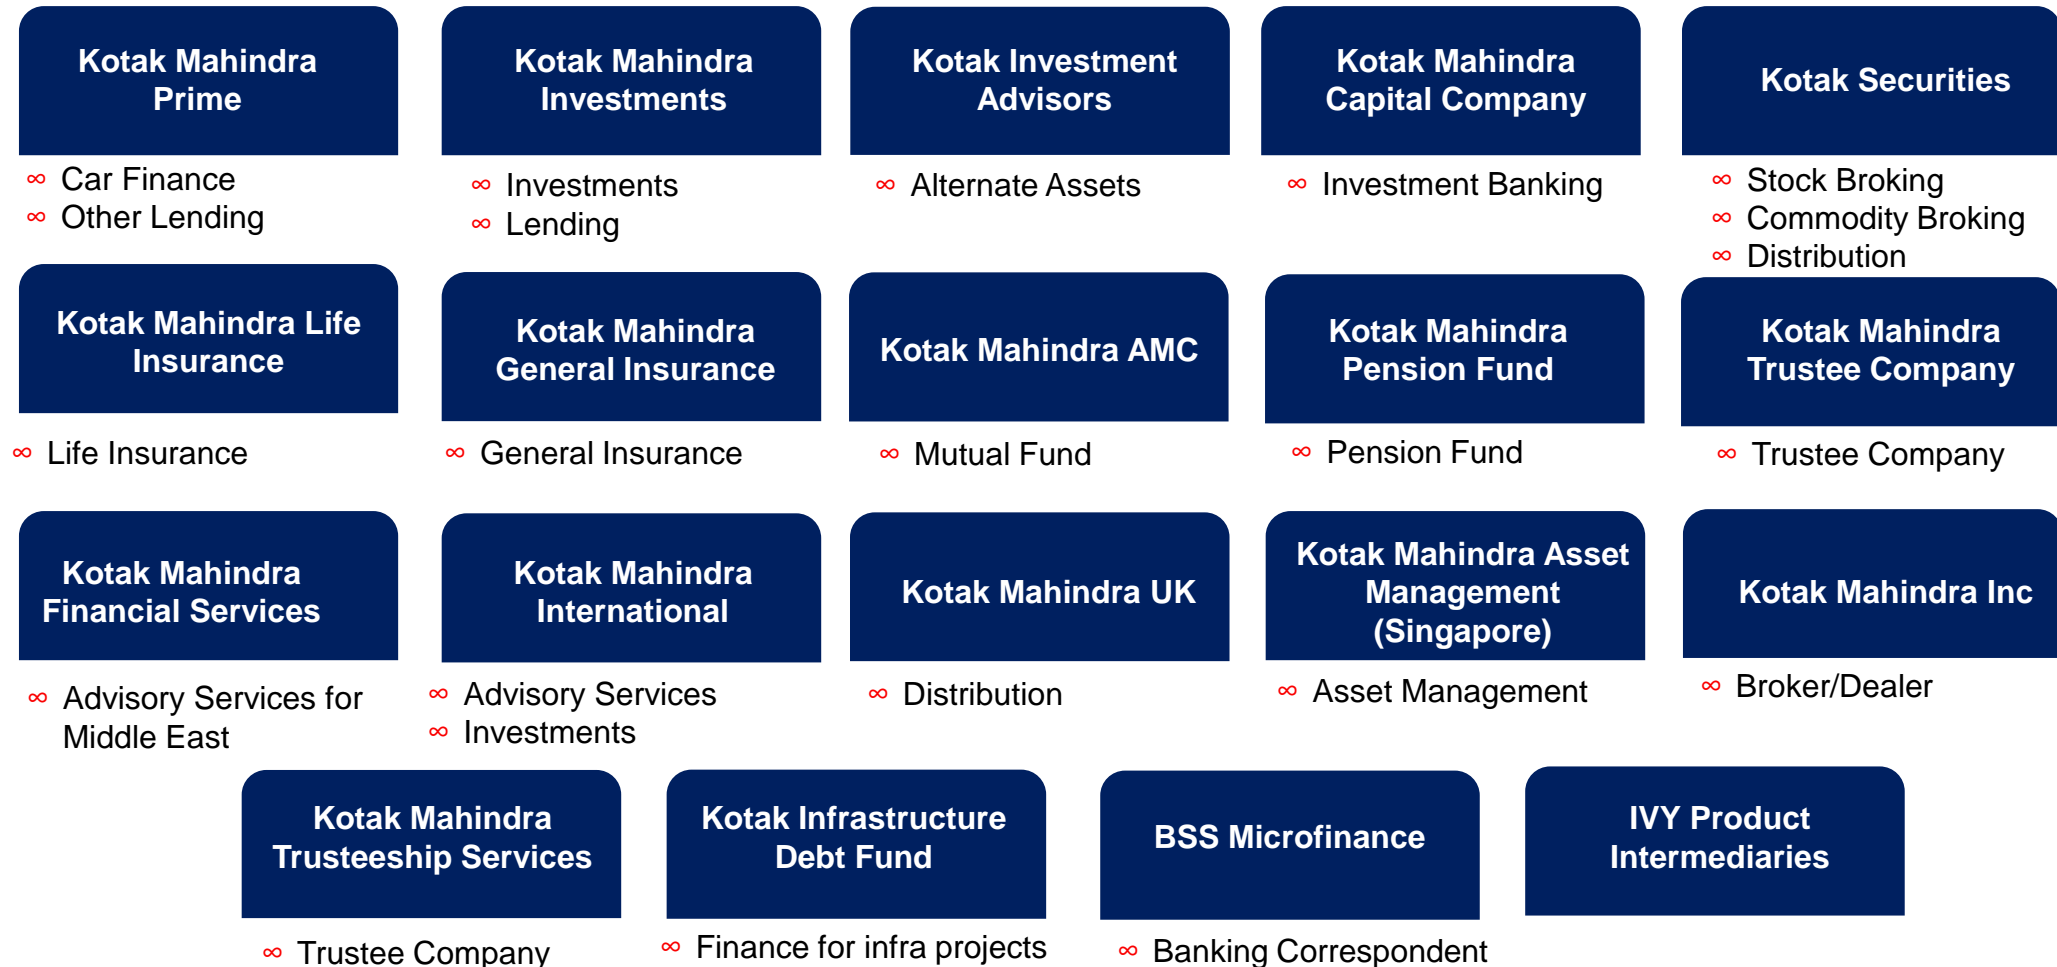 Kotak Mahindra
Prime
∞ Car Finance
∞ Other Lending
Kotak Mahindra
Investments
∞ Investments
∞ Lending
Kotak Investment
Advisors
∞ Alternate Assets
Kotak Mahindra
Capital Company
∞ Investment Banking
Kotak Securities
∞ Stock Broking
∞ Commodity Broking
∞ Distribution
Kotak Mahindra Life
Insurance
∞ Life Insurance
Kotak Mahindra
General Insurance
∞ General Insurance
Kotak Mahindra AMC
∞ Mutual Fund
Kotak Mahindra
Pension Fund
∞ Pension Fund
Kotak Mahindra
Trustee Company
∞ Trustee Company
Kotak Mahindra
Financial Services
∞ Advisory Services for
Middle East
Kotak Mahindra
International
∞ Advisory Services
∞ Investments
Kotak Mahindra UK
∞ Distribution
Kotak Mahindra Asset
Management
(Singapore)
∞ Asset Management
Kotak Mahindra Inc
∞ Broker/Dealer
Kotak Mahindra
Trusteeship Services
∞ Trustee Company
Kotak Infrastructure
Debt Fund
∞ Finance for infra projects
BSS Microfinance
∞ Banking Correspondent
IVY Product
Intermediaries